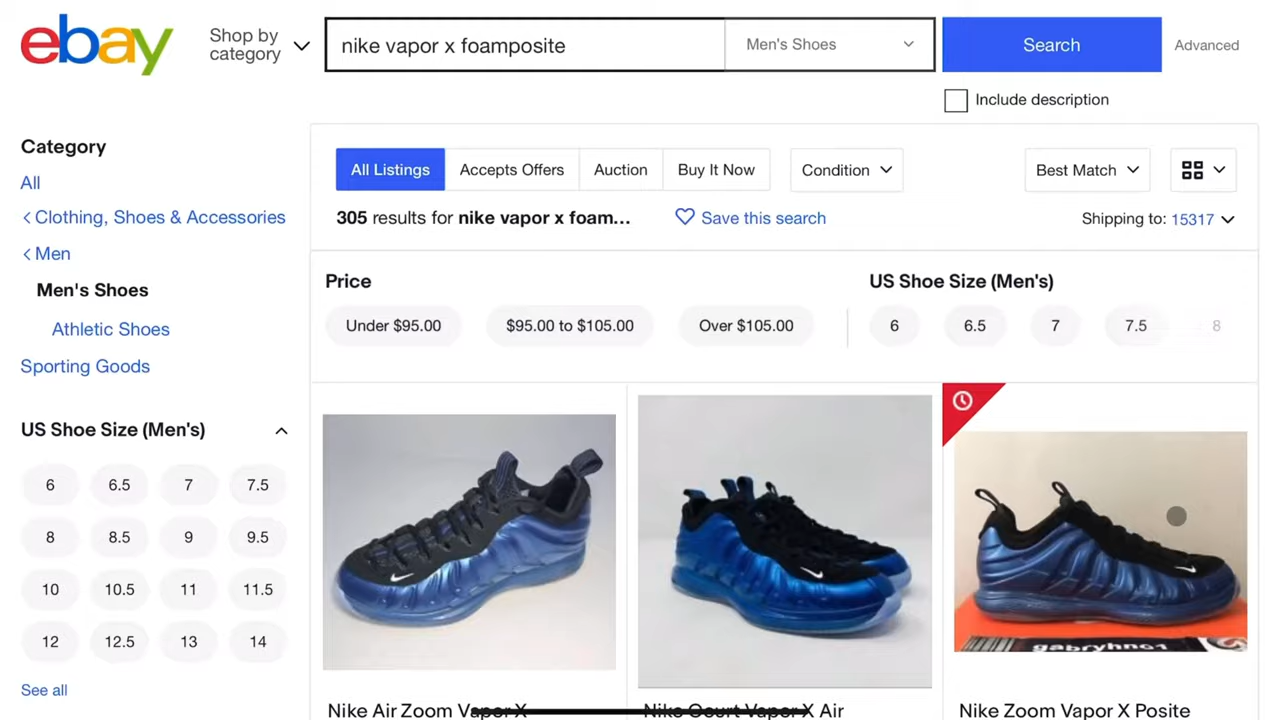 ebay
Shop by
category
nike vapor x foamposite
Men's Shoes
Search
Advanced
Include description
Category
All
Clothing, Shoes & Accessories
Men
Men's Shoes
Athletic Shoes
Sporting Goods
US Shoe Size (Men's)
6 6.5 7 7.5
8 8.5 9 9.5
10 10.5 11 11.5
12 12.5 13 14
See all
All Listings Accepts Offers Auction Buy It Now Condition Best Match
305 results for nike vapor x foam...
Save this search
Shipping to: 15317
Price
Under $95.00 $95.00 to $105.00 Over $105.00
US Shoe Size (Men's)
6 6.5 7 7.5 8
gabryhno1
Nike Air Zoom Vapor X
Nike Court Vapor X Air
Nike Zoom Vapor X Posite